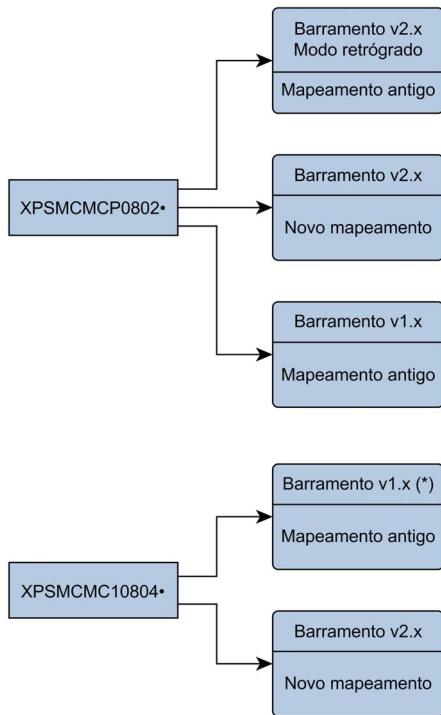 Barramento v2.x
Modo retrógrado
Mapeamento antigo
XPSMCMCP0802•
Barramento v2.x
Novo mapeamento
Barramento v1.x
Mapeamento antigo
Barramento v1.x (*)
Mapeamento antigo
XPSMCMC10804•
Barramento v2.x
Novo mapeamento